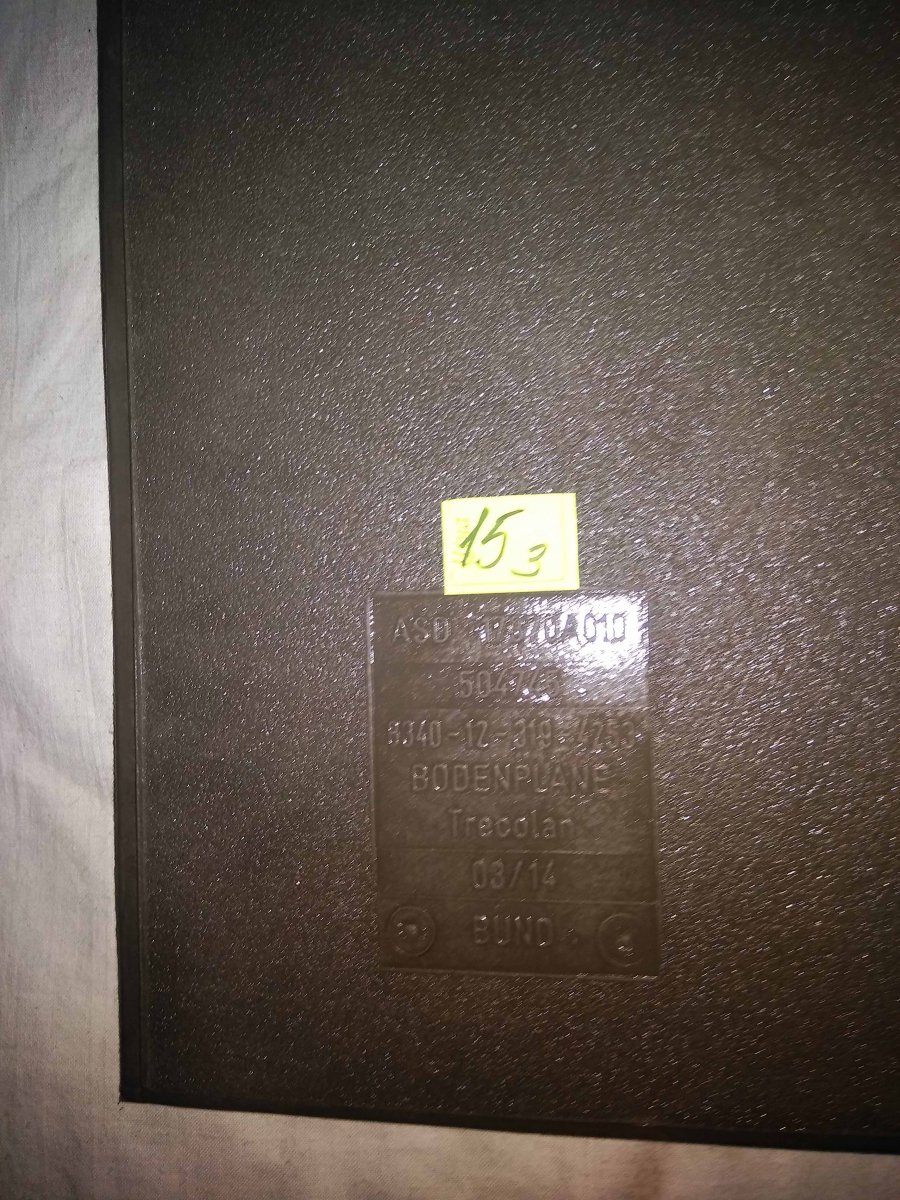 15 3
ASD
8340-12-319-4253
BODENPLANE
Trecolan
03/14
BUND